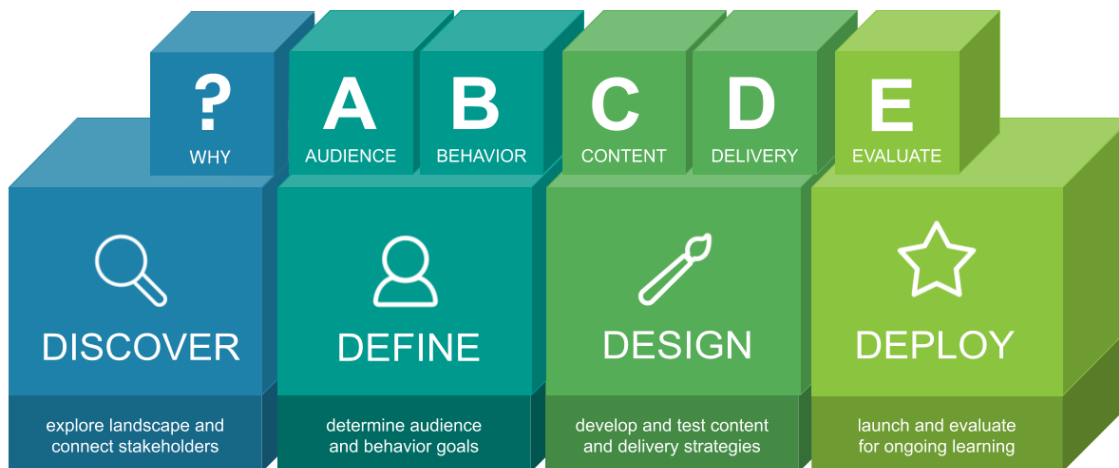 ?
WHY
A
AUDIENCE
B
BEHAVIOR
C
CONTENT
D
DELIVERY
E
EVALUATE
DISCOVER
explore landscape and
connect stakeholders
DEFINE
determine audience
and behavior goals
DESIGN
develop and test content
and delivery strategies
DEPLOY
launch and evaluate
for ongoing learning